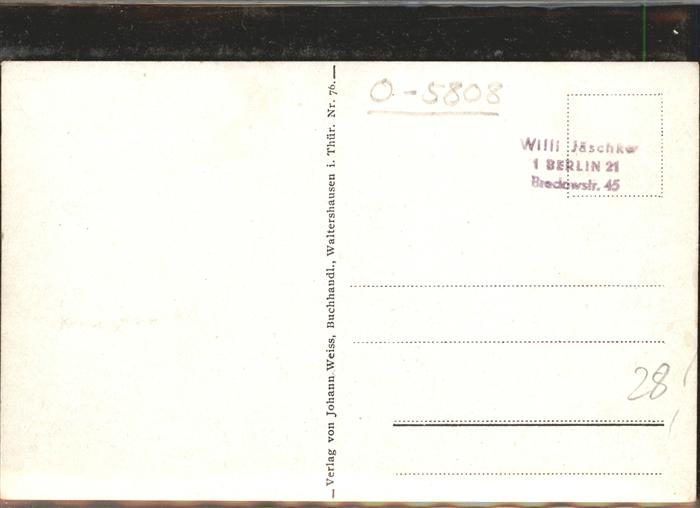 O-5808
Willi Jäschke
1 BERLIN 21
Bredowstr. 45
— Verlag von Johann Weiss, Buchhandl., Waltershausen i. Thür. Nr. 76. —
28